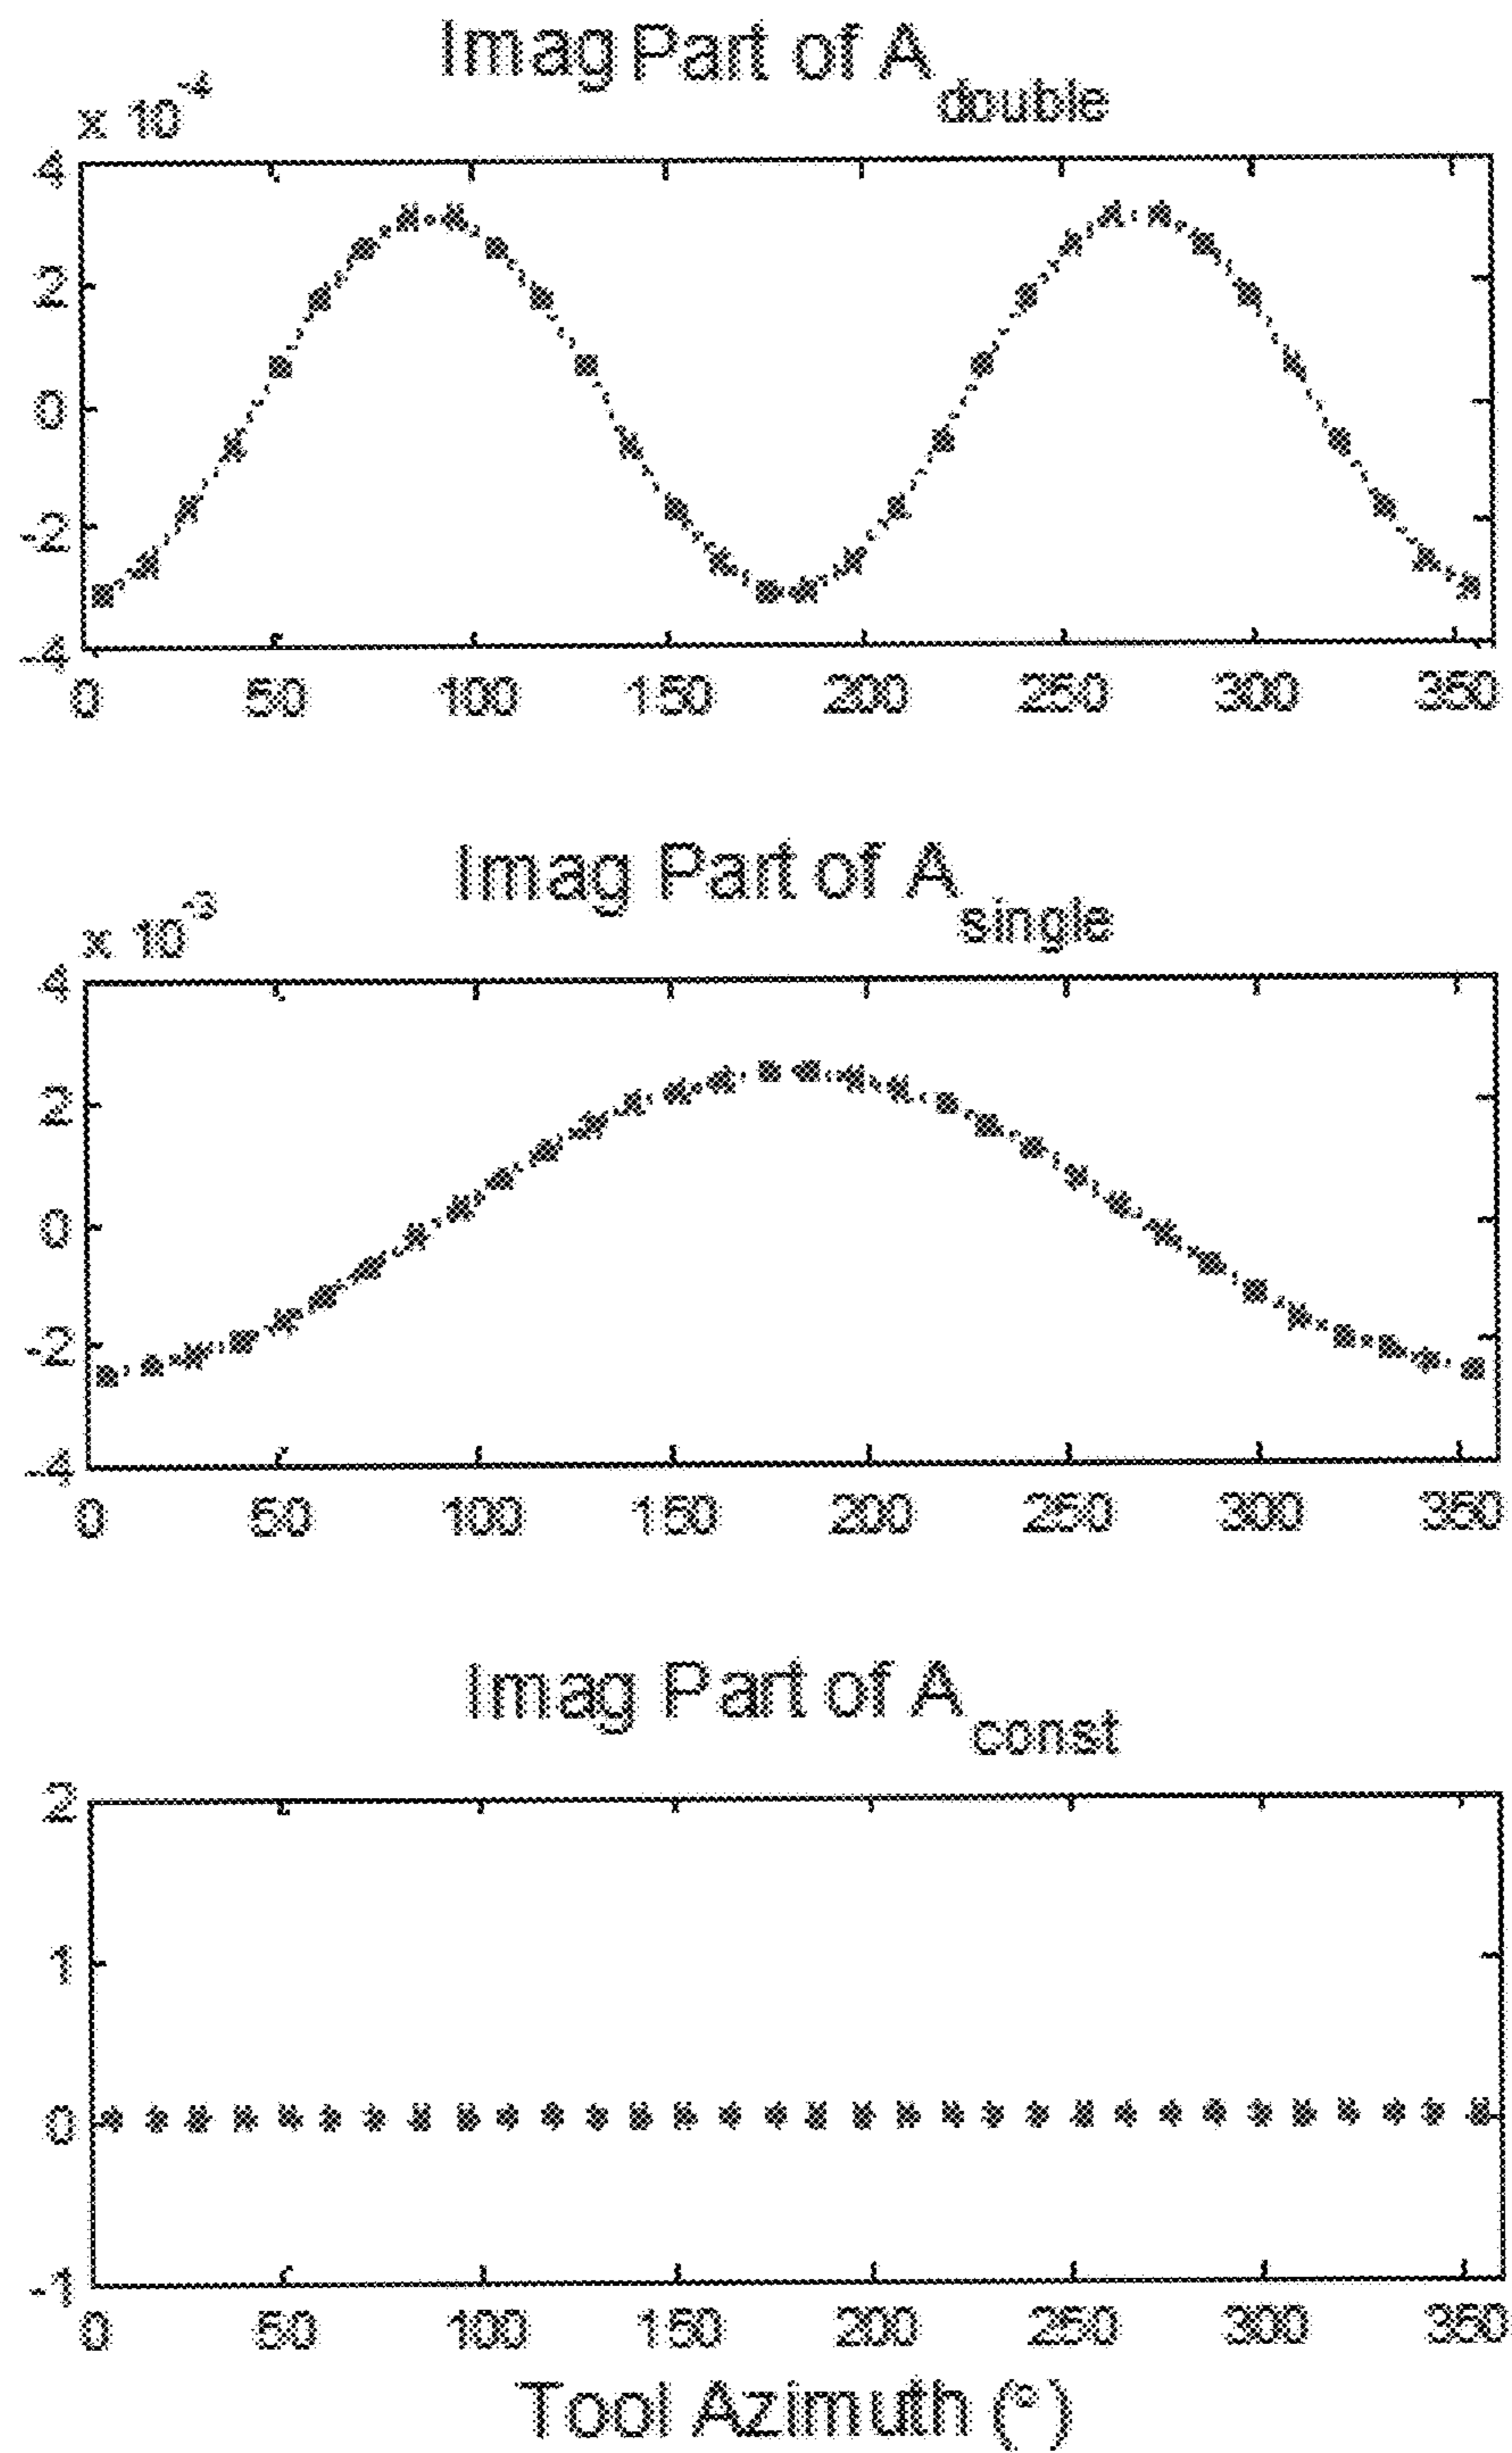 Imag Part of A double
x 10 -4
4
2
0
-2
-4
0 50 100 150 200 250 300 350
Imag Part of A single
x 10 -3
4
2
0
-2
-4
0 50 100 150 200 250 300 350
Imag Part of A const
2
1
0
-1
0 50 100 150 200 250 300 350
Tool Azimuth (°)